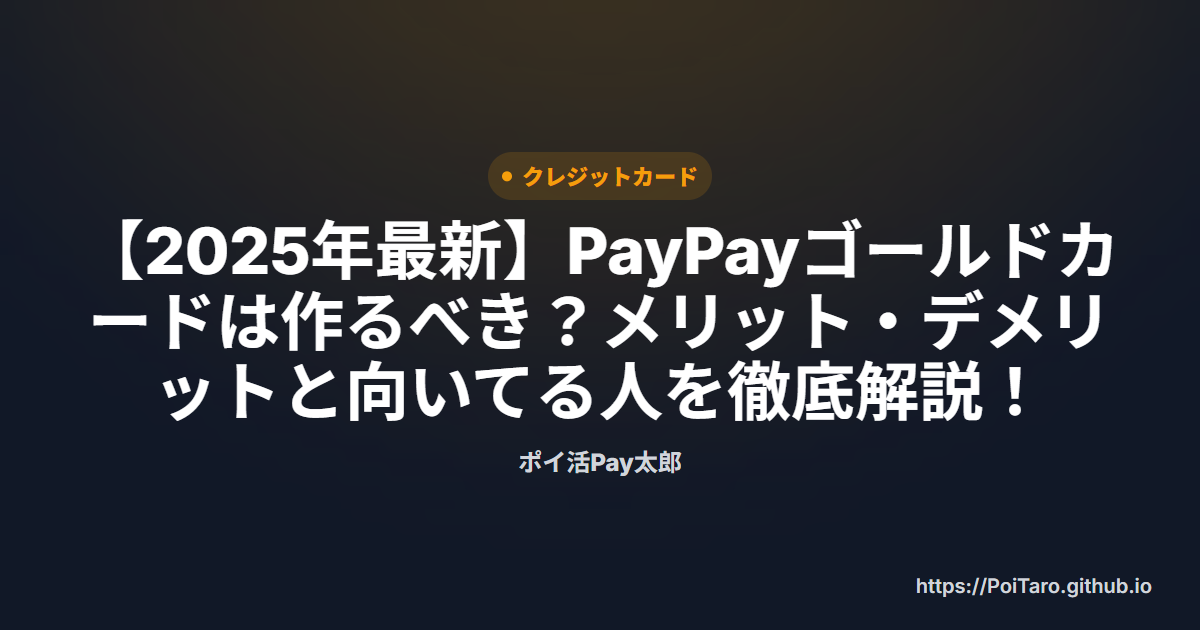 クレジットカード
【2025年最新】PayPayゴールドカ
ードは作るべき？メリット・デメリ
ットと向いてる人を徹底解説！
ポイ活Pay太郎
https://PoiTaro.github.io